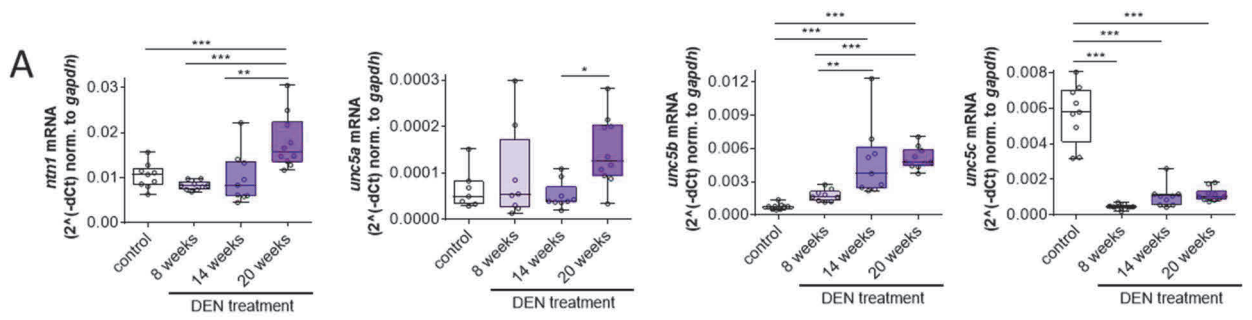 A
ntn1 mRNA
(2^(-dCt) norm. to gapdh)
0.03
0.02
0.01
0.00
***
***
**
control
8 weeks
14 weeks
20 weeks
DEN treatment
unc5a mRNA
(2^(-dCt) norm. to gapdh)
0.0003
0.0002
0.0001
0.0000
*
control
8 weeks
14 weeks
20 weeks
DEN treatment
unc5b mRNA
(2^(-dCt) norm. to gapdh)
0.012
0.009
0.006
0.003
0.000
***
***
***
**
control
8 weeks
14 weeks
20 weeks
DEN treatment
unc5c mRNA
(2^(-dCt) norm. to gapdh)
0.008
0.006
0.004
0.002
0.000
***
***
***
control
8 weeks
14 weeks
20 weeks
DEN treatment